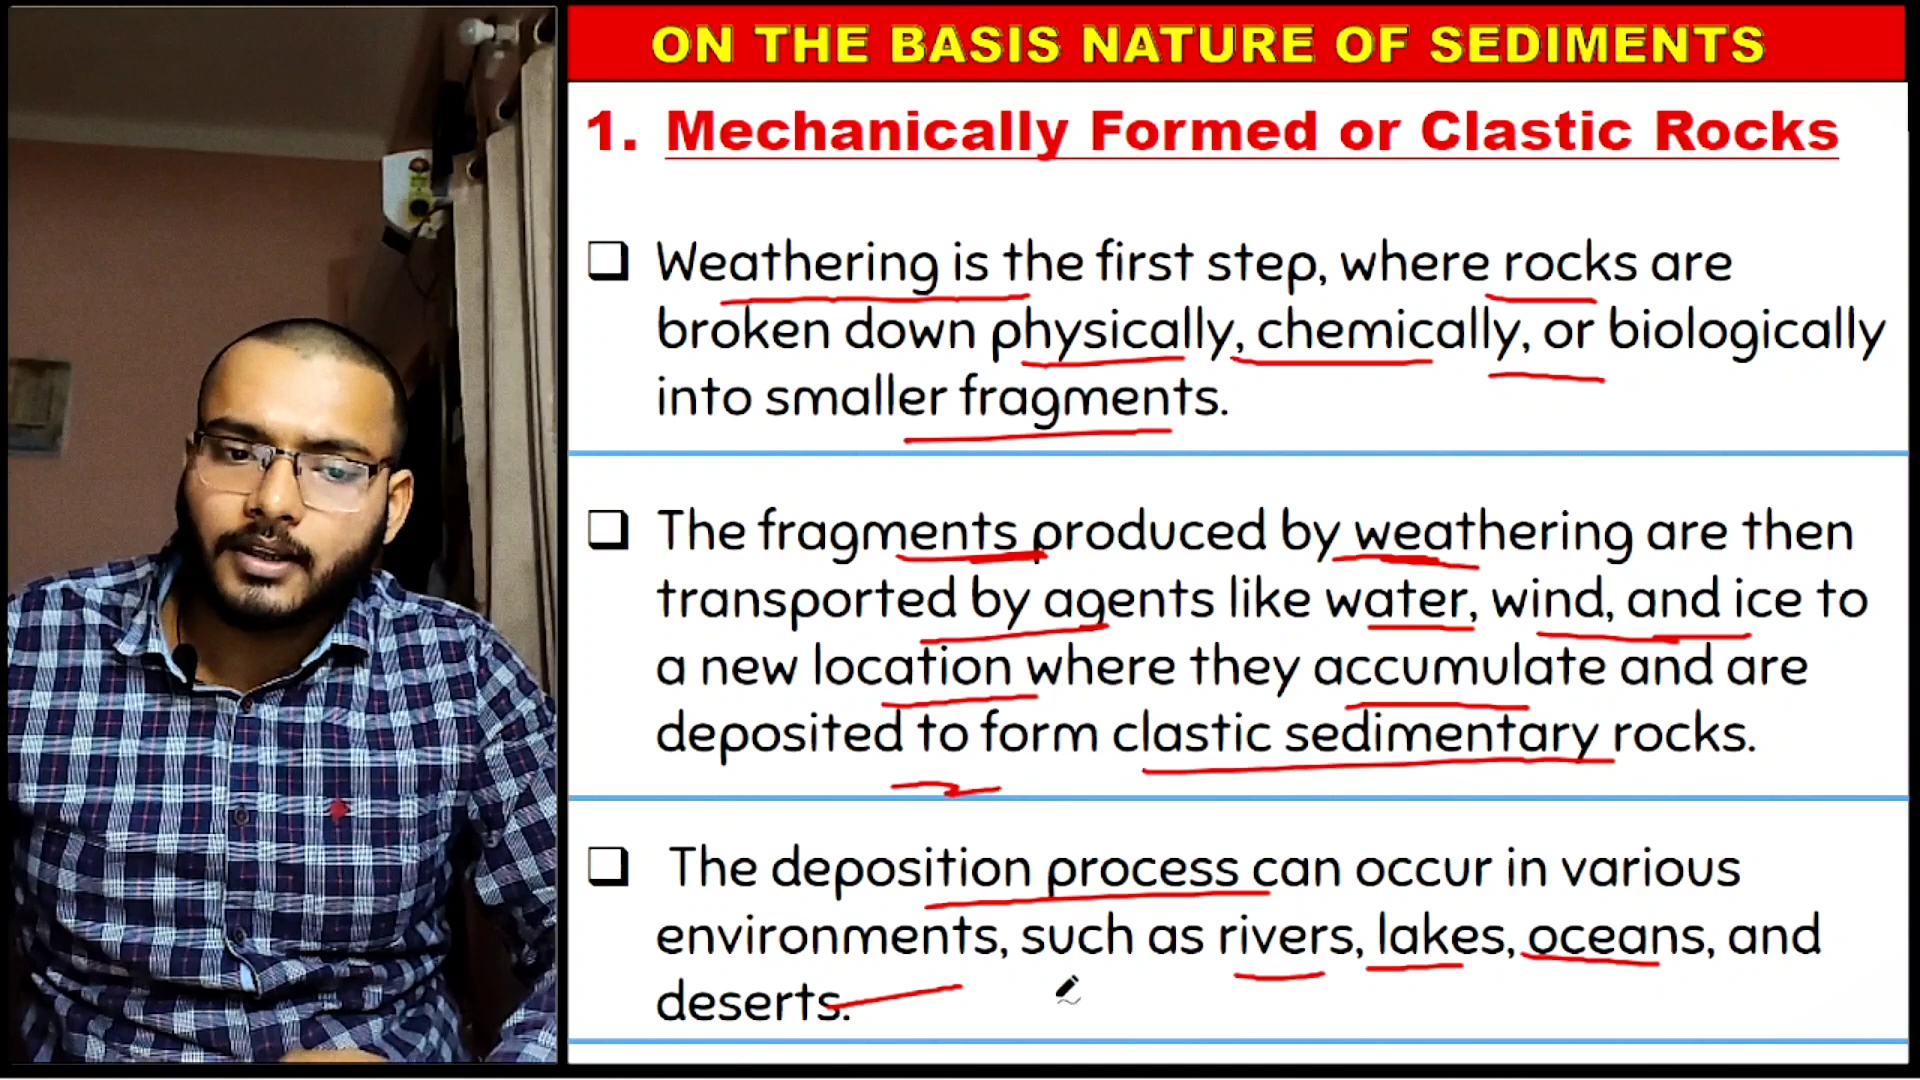 ON THE BASIS NATURE OF SEDIMENTS
1. Mechanically Formed or Clastic Rocks
Weathering is the first step, where rocks are
broken down physically, chemically, or biologically
into smaller fragments.
The fragments produced by weathering are then
transported by agents like water, wind, and ice to
a new location where they accumulate and are
deposited to form clastic sedimentary rocks.
The deposition process can occur in various
environments, such as rivers, lakes, oceans, and
deserts.